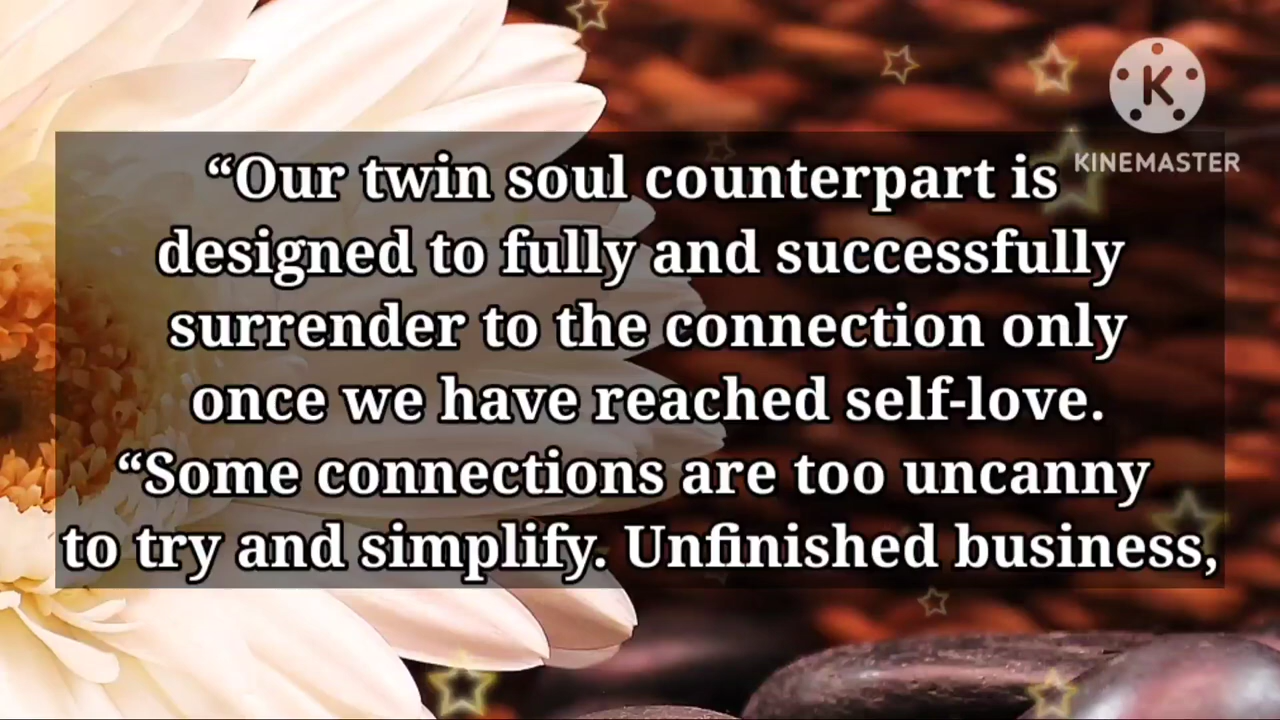 “Our twin soul counterpart is
designed to fully and successfully
surrender to the connection only
once we have reached self-love.
“Some connections are too uncanny
to try and simplify. Unfinished business,
K
KINEMASTER